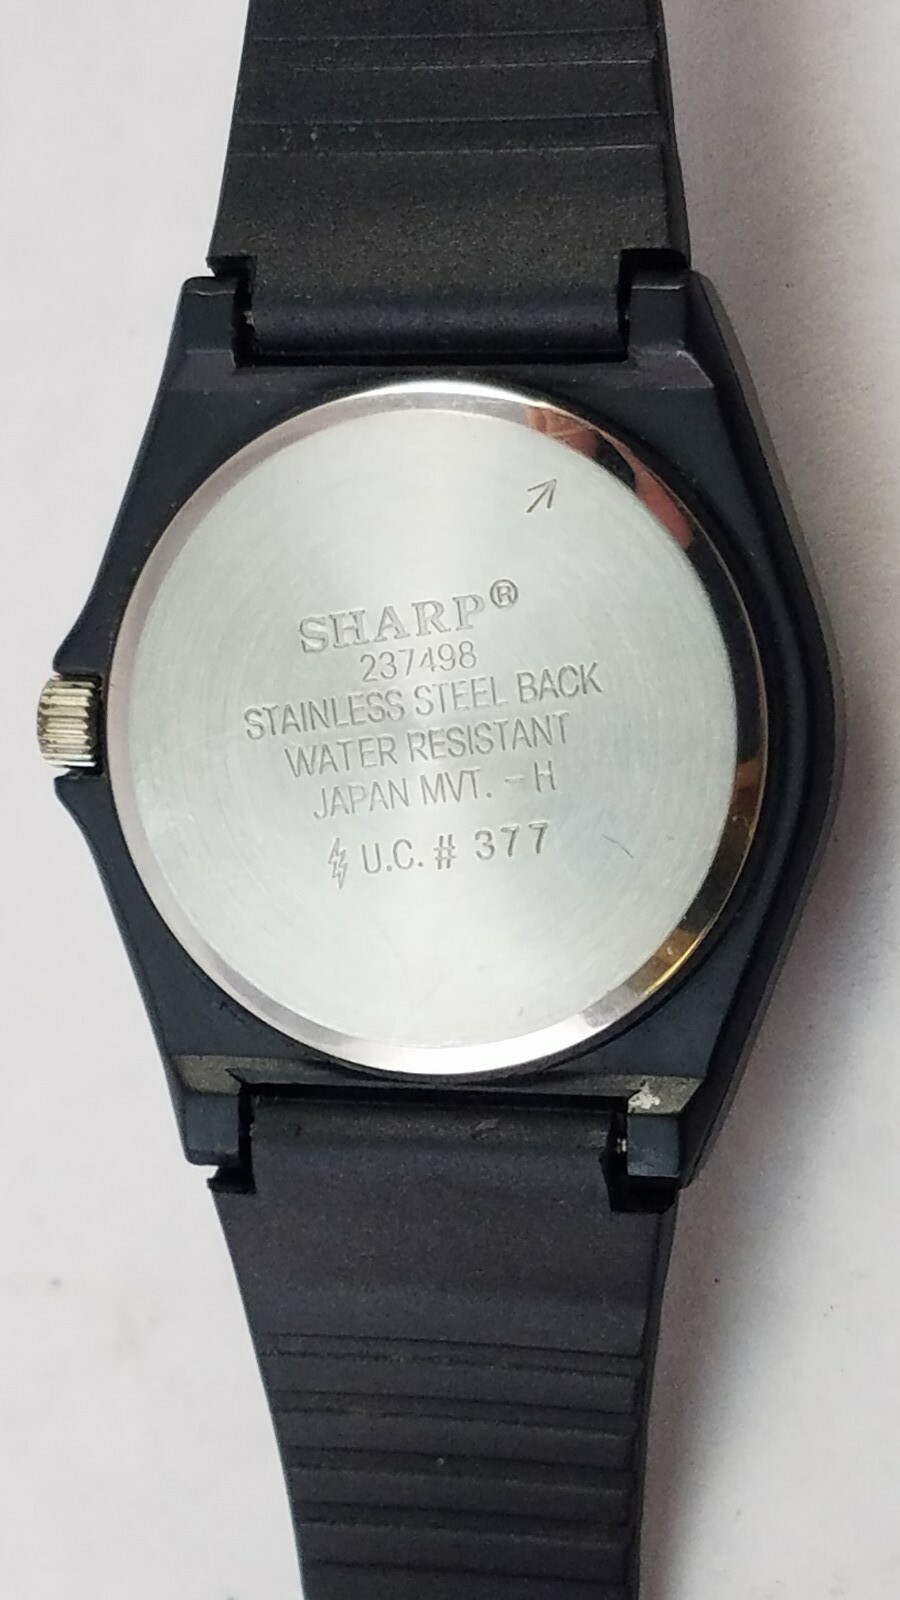 SHARP®
237498
STAINLESS STEEL BACK
WATER RESISTANT
JAPAN MVT. - H
U.C. # 377